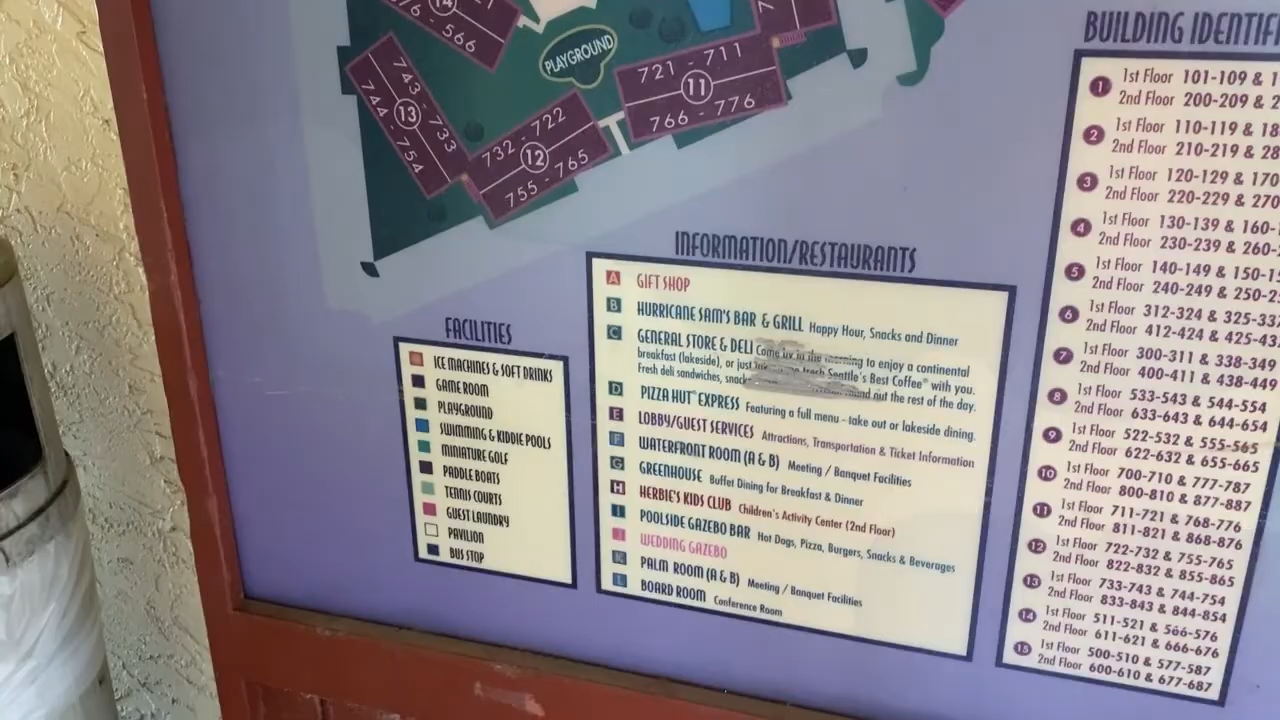 14
566
PLAYGROUND
743 - 733
13
744 - 754
732 - 722
12
755 - 765
721 - 711
11
766 - 776
INFORMATION/RESTAURANTS
A GIFT SHOP
B HURRICANE SAM'S BAR & GRILL Happy Hour, Snacks and Dinner
C GENERAL STORE & DELI Come by in the morning to enjoy a continental
breakfast (lakeside), or just Seattle's Best Coffee® with you.
Fresh deli sandwiches, snack and out the rest of the day.
D PIZZA HUT EXPRESS Featuring a full menu - take out or lakeside dining.
E LOBBY/GUEST SERVICES Attractions, Transportation & Ticket Information
F WATERFRONT ROOM (A & B) Meeting / Banquet Facilities
G GREENHOUSE Buffet Dining for Breakfast & Dinner
H HERBIE'S KIDS CLUB Children's Activity Center (2nd Floor)
I POOLSIDE GAZEBO BAR Hot Dogs, Pizza, Burgers, Snacks & Beverages
J WEDDING GAZEBO
K PALM ROOM (A & B) Meeting / Banquet Facilities
L BOARD ROOM Conference Room
FACILITIES
ICE MACHINES & SOFT DRINKS
GAME ROOM
PLAYGROUND
SWIMMING & KIDDIE POOLS
MINIATURE GOLF
PADDLE BOATS
TENNIS COURTS
GUEST LAUNDRY
PAVILION
BUS STOP
BUILDING IDENTIFI
1 1st Floor 101-109 & 1
2nd Floor 200-209 & 2
2 1st Floor 110-119 & 18
2nd Floor 210-219 & 28
3 1st Floor 120-129 & 170
2nd Floor 220-229 & 270
4 1st Floor 130-139 & 160-
2nd Floor 230-239 & 260-
5 1st Floor 140-149 & 150-1
2nd Floor 240-249 & 250-2
6 1st Floor 312-324 & 325-33
2nd Floor 412-424 & 425-43
7 1st Floor 300-311 & 338-349
2nd Floor 400-411 & 438-449
8 1st Floor 533-543 & 544-554
2nd Floor 633-643 & 644-654
9 1st Floor 522-532 & 555-565
2nd Floor 622-632 & 655-665
10 1st Floor 700-710 & 777-787
2nd Floor 800-810 & 877-887
11 1st Floor 711-721 & 768-776
2nd Floor 811-821 & 868-876
12 1st Floor 722-732 & 755-765
2nd Floor 822-832 & 855-865
13 1st Floor 733-743 & 744-754
2nd Floor 833-843 & 844-854
14 1st Floor 511-521 & 566-576
2nd Floor 611-621 & 666-676
15 1st Floor 500-510 & 577-587
2nd Floor 600-610 & 677-687